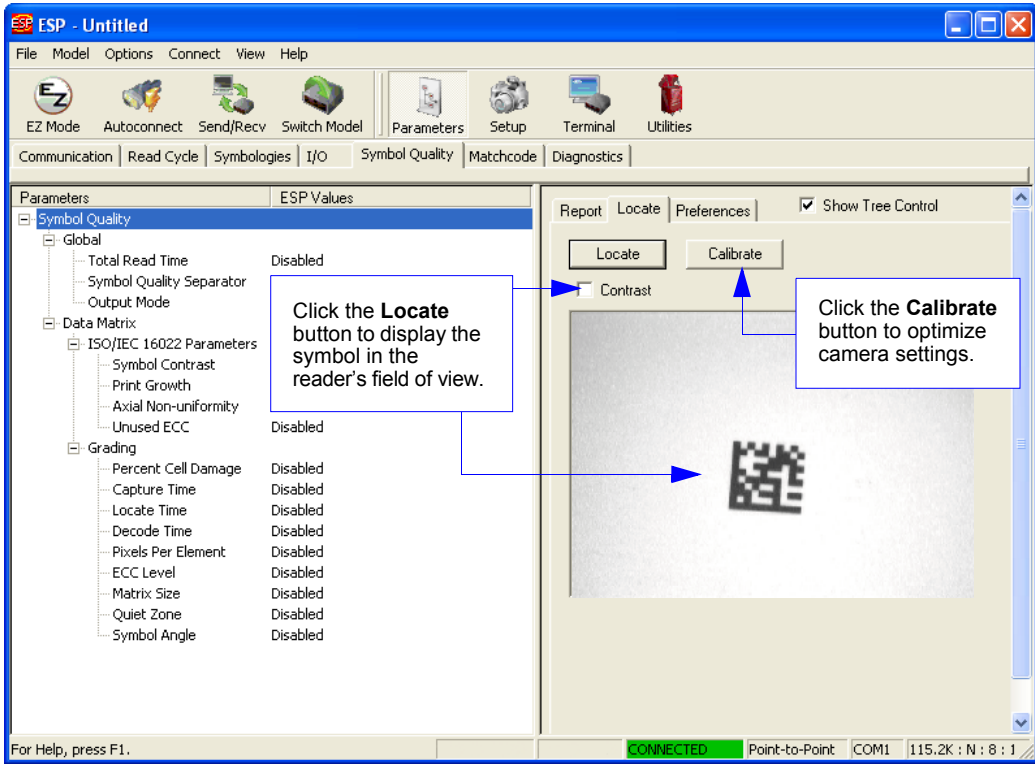 ESP - Untitled
File Model Options Connect View Help
EZ Mode Autoconnect Send/Recv Switch Model Parameters Setup Terminal Utilities
Communication Read Cycle Symbologies I/O Symbol Quality Matchcode Diagnostics
Parameters ESP Values
Symbol Quality
Global
Total Read Time Disabled
Symbol Quality Separator
Output Mode
Data Matrix
ISO/IEC 16022 Parameters
Symbol Contrast
Print Growth
Axial Non-uniformity
Unused ECC Disabled
Grading
Percent Cell Damage Disabled
Capture Time Disabled
Locate Time Disabled
Decode Time Disabled
Pixels Per Element Disabled
ECC Level Disabled
Matrix Size Disabled
Quiet Zone Disabled
Symbol Angle Disabled
Click the Locate
button to display the
symbol in the
reader's field of view.
Report Locate Preferences Show Tree Control
Locate Calibrate
Contrast
Click the Calibrate
button to optimize
camera settings.
For Help, press F1. CONNECTED Point-to-Point COM1 115.2K : N : 8 : 1